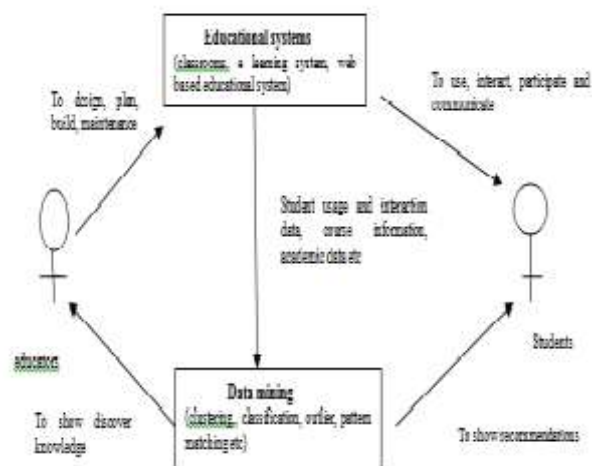 Educational systems
(classrooms, e learning system, web
based educational system)
To design, plan,
build, maintenance
To use, interact, participate and
communicate
Student usage and interaction
data, course information,
academic data etc
educators
Students
Data mining
(clustering, classification, outlier, pattern
matching etc)
To show discover
knowledge
To show recommendations